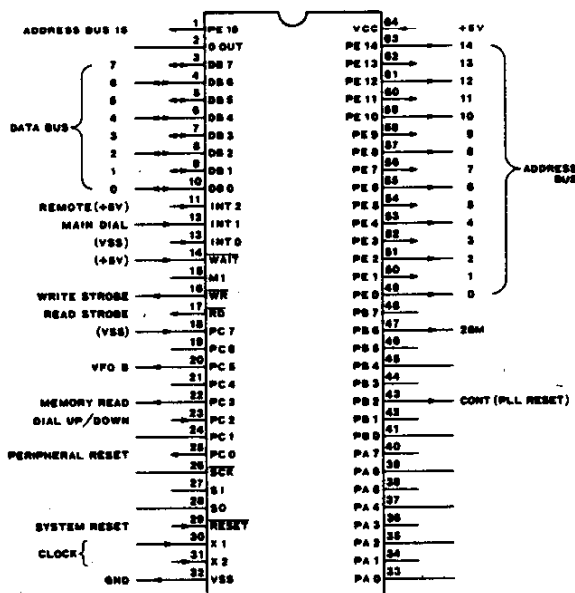 ADDRESS BUS 15 1 PE 15
2 0 OUT
7 3 DB 7
6 4 DB 6
5 5 DB 5
4 6 DB 4
DATA BUS
3 7 DB 3
2 8 DB 2
1 9 DB 1
0 10 DB 0
REMOTE (+5V) 11 INT 2
MAIN DIAL 12 INT 1
(VSS) 13 INT 0
(+5V) 14 WAIT
15 M1
WRITE STROBE 16 WR
READ STROBE 17 RD
(VSS) 18 PC 7
19 PC 6
VFO B 20 PC 5
21 PC 4
MEMORY READ 22 PC 3
DIAL UP/DOWN 23 PC 2
24 PC 1
PERIPHERAL RESET 25 PC 0
26 SCK
27 SI
28 SO
SYSTEM RESET 29 RESET
30 X 1
CLOCK
31 X 2
GND 32 VSS
VCC 64 +5V
PE 14 63 14
PE 13 62 13
PE 12 61 12
PE 11 60 11
PE 10 59 10
PE 9 58 9
PE 8 57 8
PE 7 56 7
ADDRESS
BUS
PE 6 55 6
PE 5 54 5
PE 4 53 4
PE 3 52 3
PE 2 51 2
PE 1 50 1
PE 0 49 0
PB 7 48
PB 6 47 28M
PB 5 46
PB 4 45
PB 3 44
PB 2 43 CONT (PLL RESET)
PB 1 42
PB 0 41
PA 7 40
PA 6 39
PA 5 38
PA 4 37
PA 3 36
PA 2 35
PA 1 34
PA 0 33